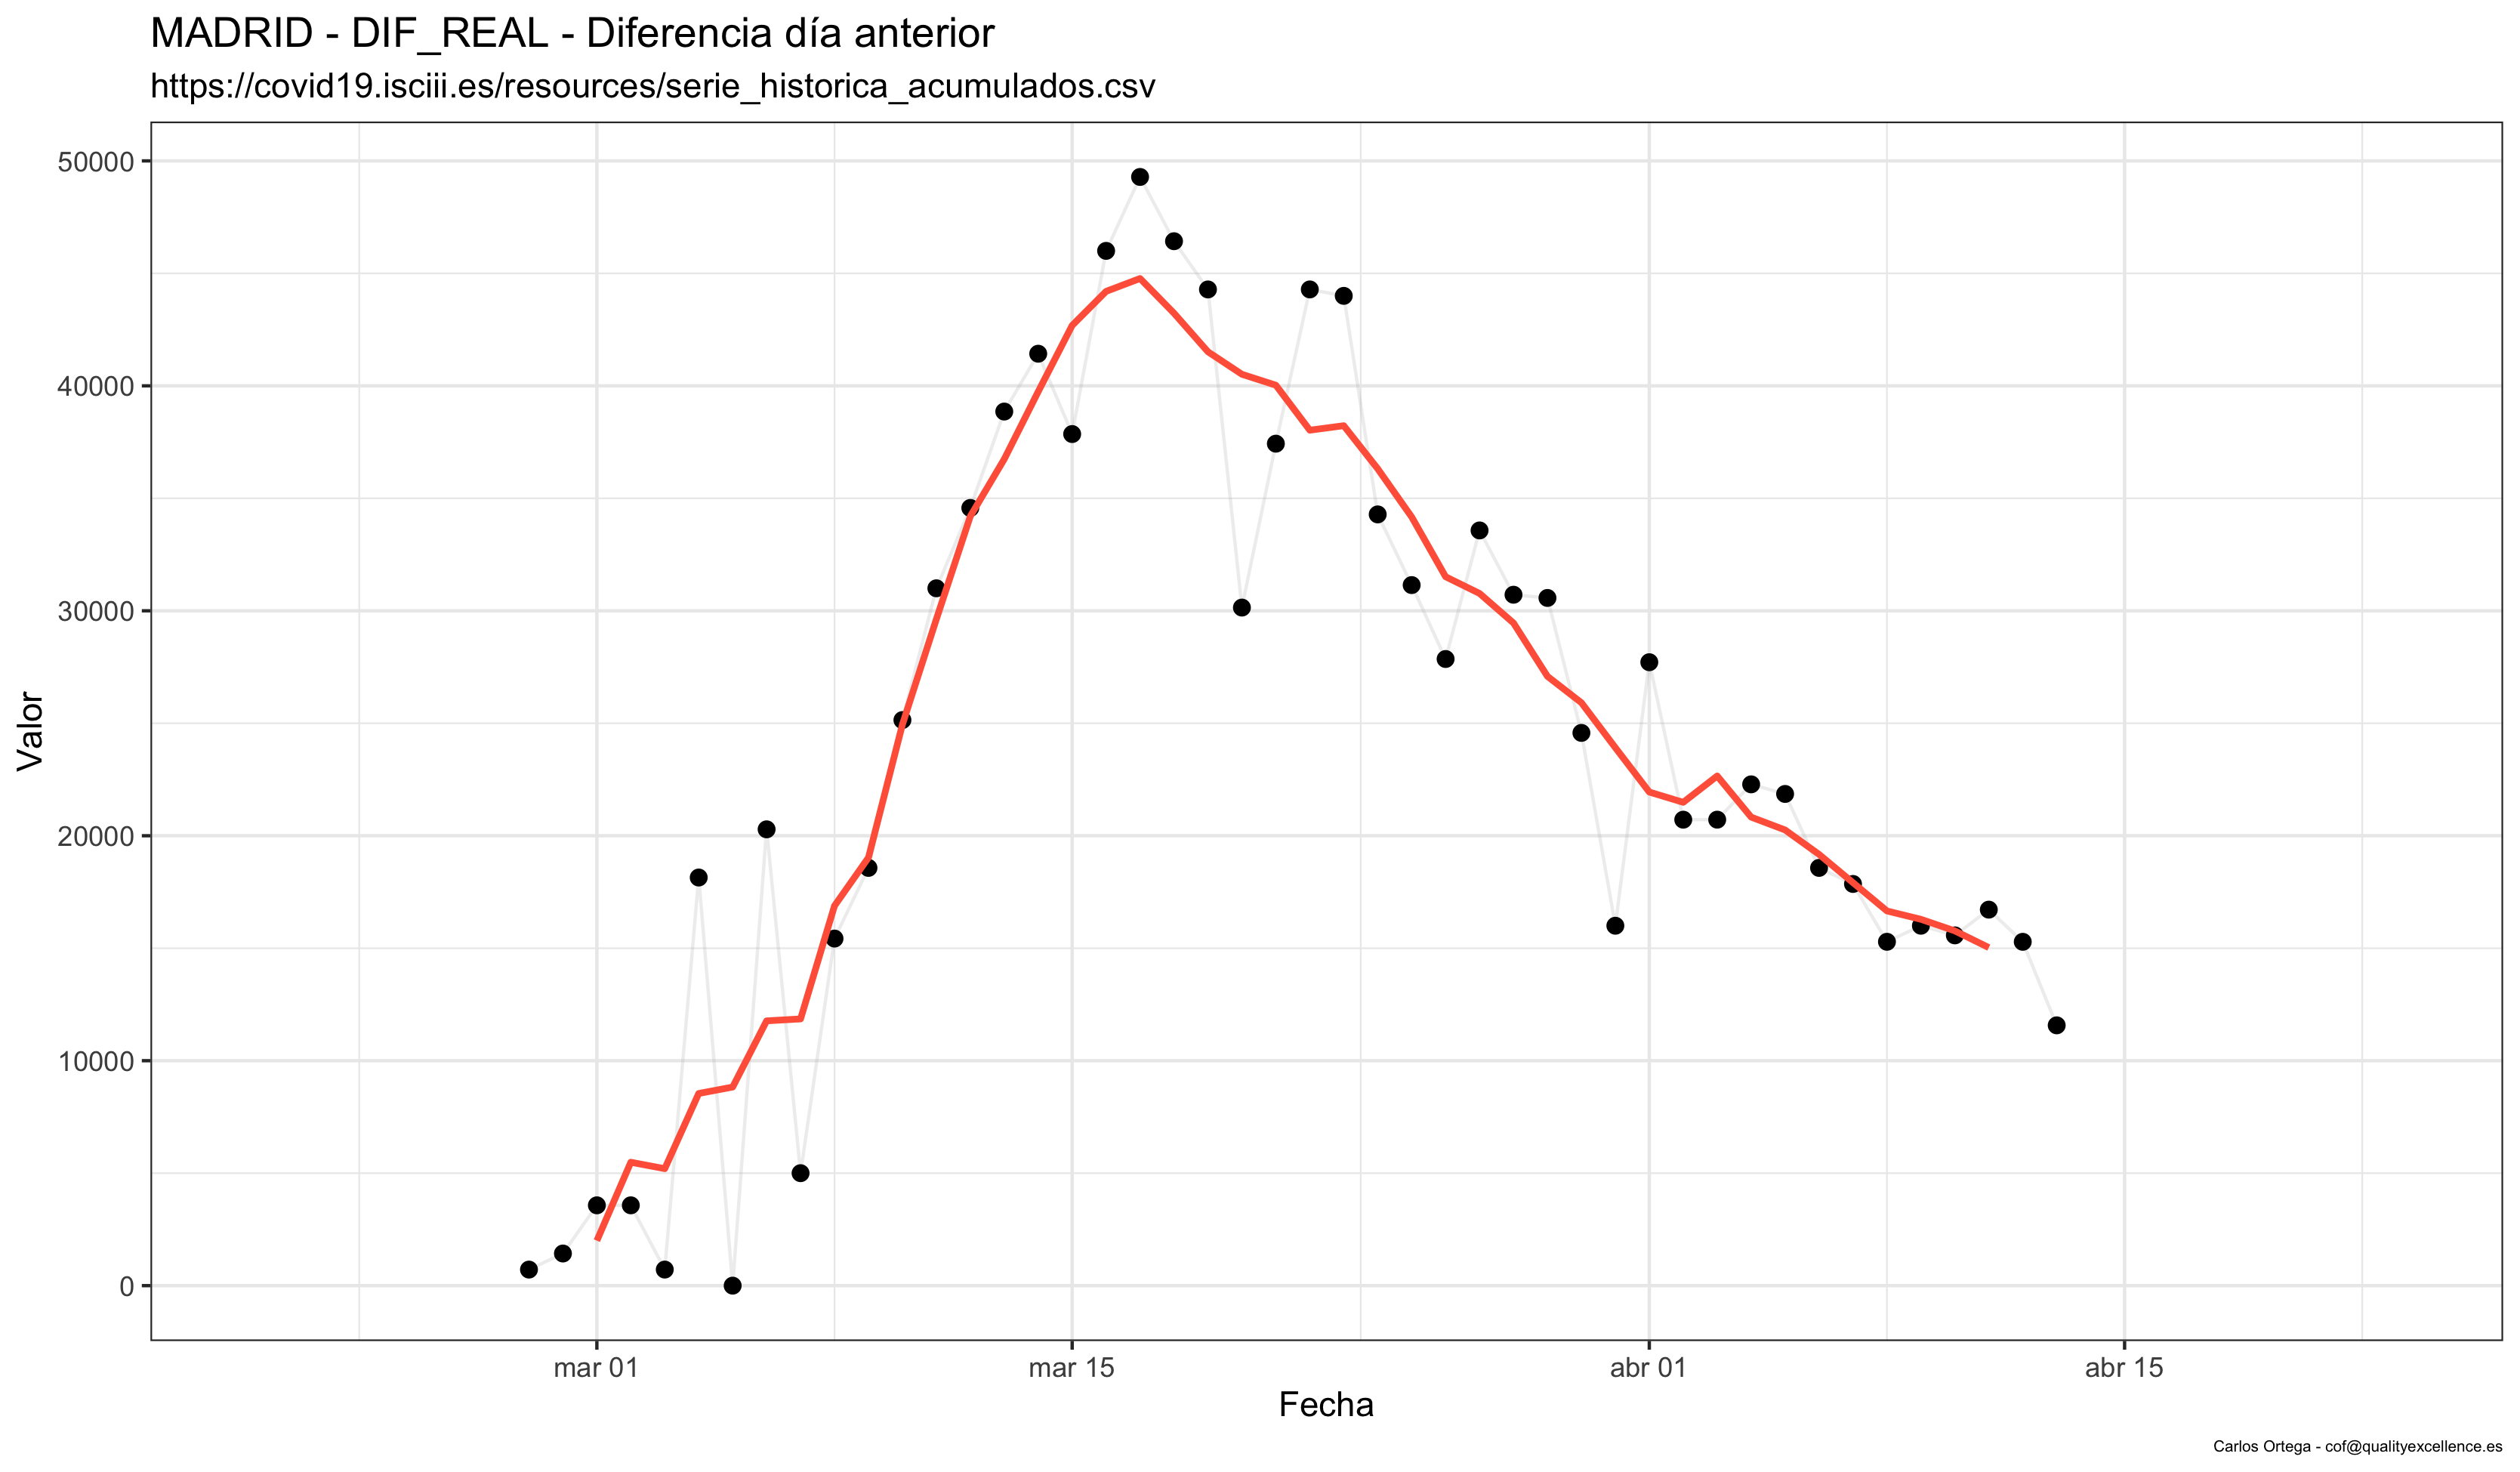 MADRID - DIF_REAL - Diferencia día anterior
https://covid19.isciii.es/resources/serie_historica_acumulados.csv
Valor
50000
40000
30000
20000
10000
0
mar 01
mar 15
abr 01
abr 15
Fecha
Carlos Ortega - cof@qualityexcellence.es